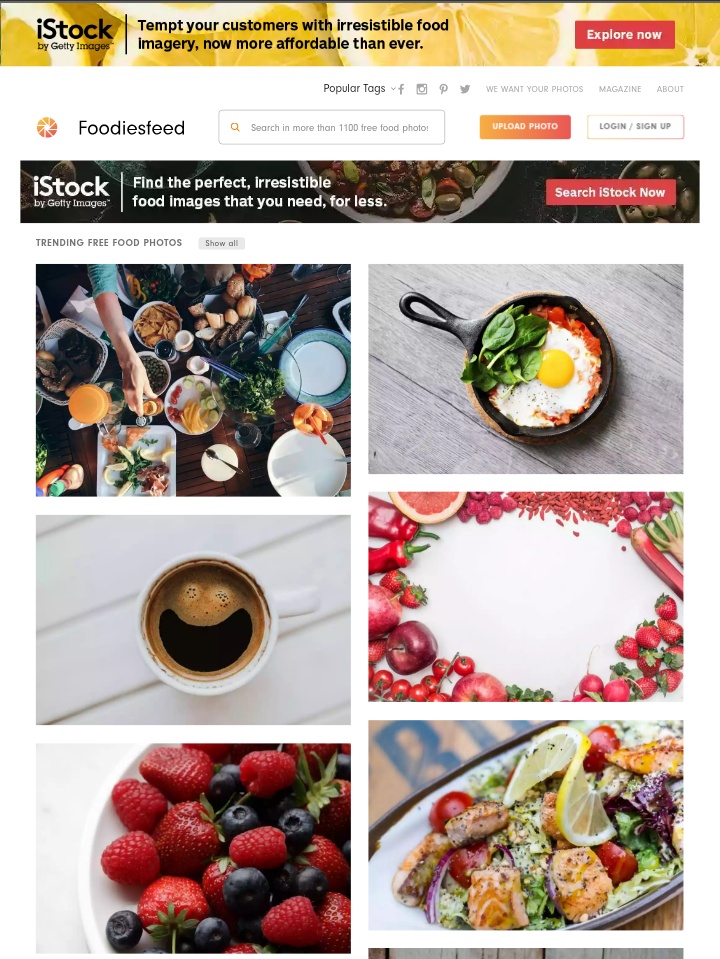 iStock
by Getty Images™
Tempt your customers with irresistible food
imagery, now more affordable than ever.
Explore now
Popular Tags
WE WANT YOUR PHOTOS
MAGAZINE
ABOUT
Foodiesfeed
Search in more than 1100 free food photos
UPLOAD PHOTO
LOGIN / SIGN UP
iStock
by Getty Images™
Find the perfect, irresistible
food images that you need, for less.
Search iStock Now
TRENDING FREE FOOD PHOTOS
Show all